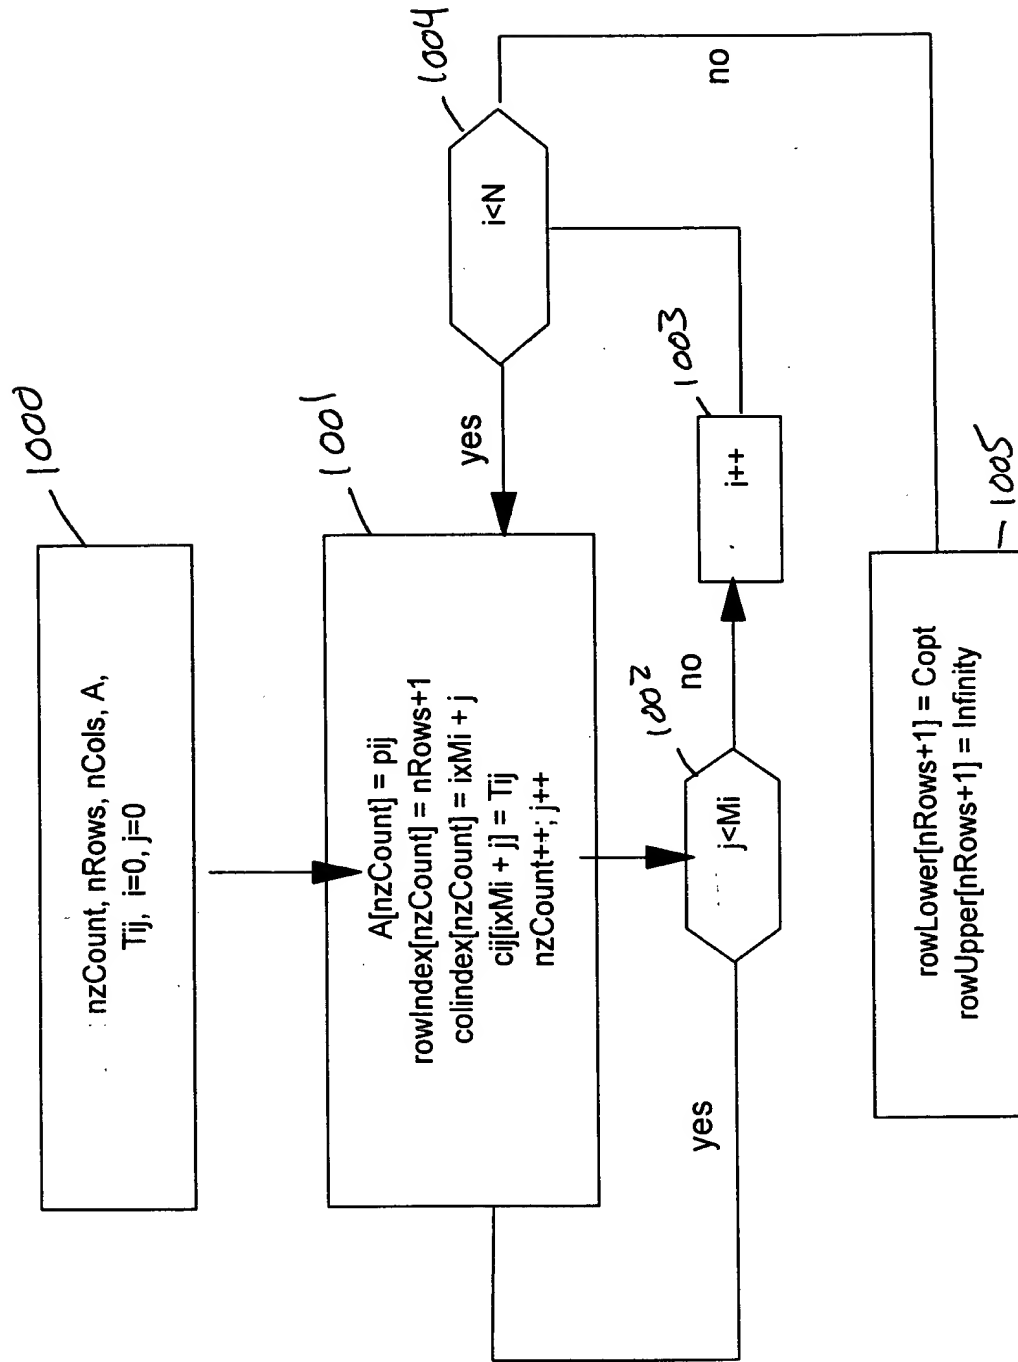 1000
nzCount, nRows, nCols, A,
Tij, i=0, j=0
1001
A[nzCount] = pij
rowIndex[nzCount] = nRows+1
colindex[nzCount] = ixMi + j
cij[ixMi + j] = Tij
nzCount++; j++
yes
i<N
1004
1002
j<Mi
yes
no
i++
1003
no
rowLower[nRows+1] = Copt
rowUpper[nRows+1] = Infinity
1005